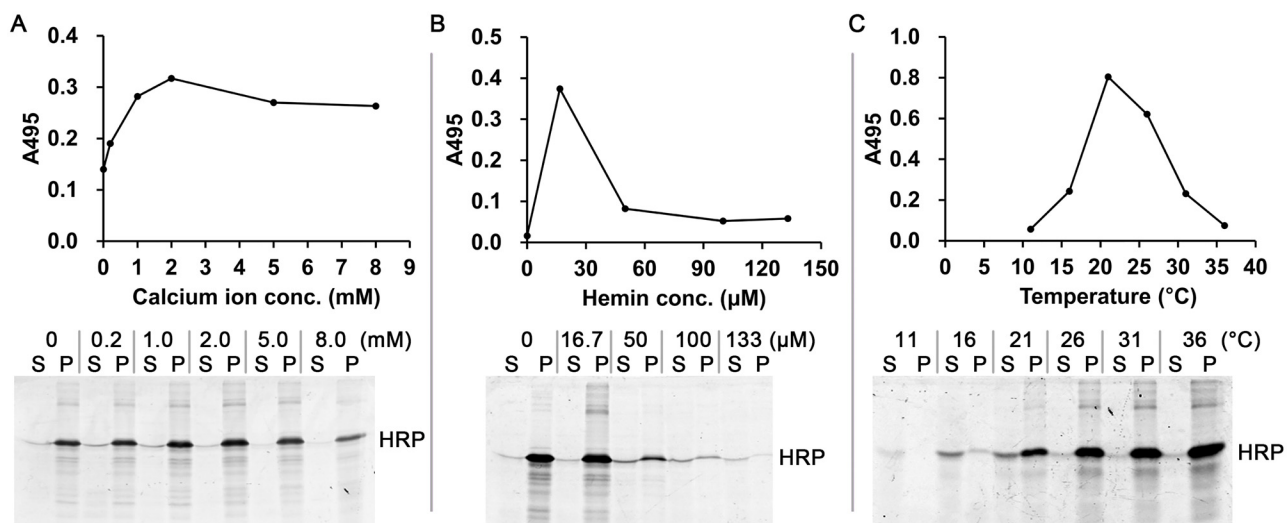 A
0.4
0.3
0.2
0.1
0.0
A495
0 1 2 3 4 5 6 7 8 9
Calcium ion conc. (mM)
0 0.2 1.0 2.0 5.0 8.0 (mM)
S P S P S P S P S P S P
HRP
B
0.5
0.4
0.3
0.2
0.1
0.0
A495
0 30 60 90 120 150
Hemin conc. (µM)
0 16.7 50 100 133 (µM)
S P S P S P S P S P
HRP
C
1.0
0.8
0.6
0.4
0.2
0.0
A495
0 5 10 15 20 25 30 35 40
Temperature (°C)
11 16 21 26 31 36 (°C)
S P S P S P S P S P S P
HRP